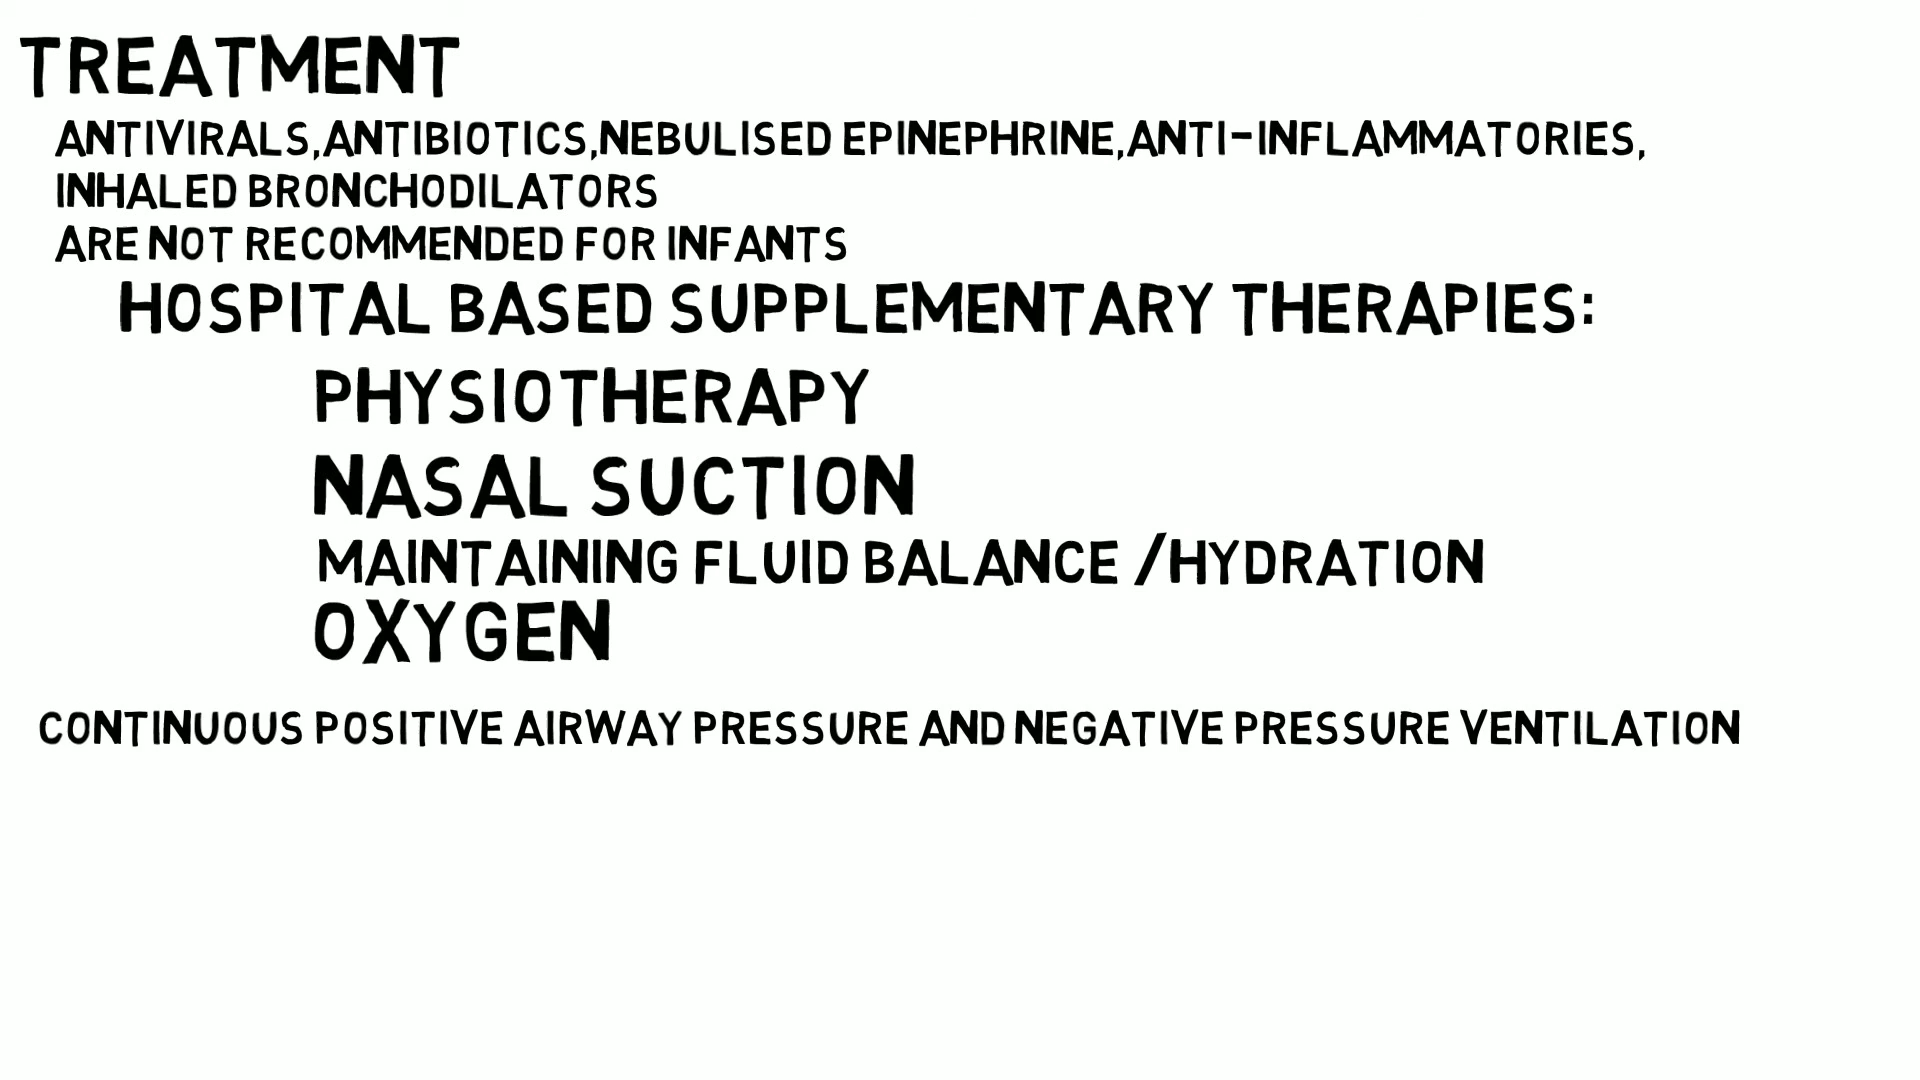 TREATMENT
ANTIVIRALS,ANTIBIOTICS,NEBULISED EPINEPHRINE,ANTI-INFLAMMATORIES,
INHALED BRONCHODILATORS
ARE NOT RECOMMENDED FOR INFANTS
HOSPITAL BASED SUPPLEMENTARY THERAPIES:
PHYSIOTHERAPY
NASAL SUCTION
MAINTAINING FLUID BALANCE /HYDRATION
OXYGEN
CONTINUOUS POSITIVE AIRWAY PRESSURE AND NEGATIVE PRESSURE VENTILATION